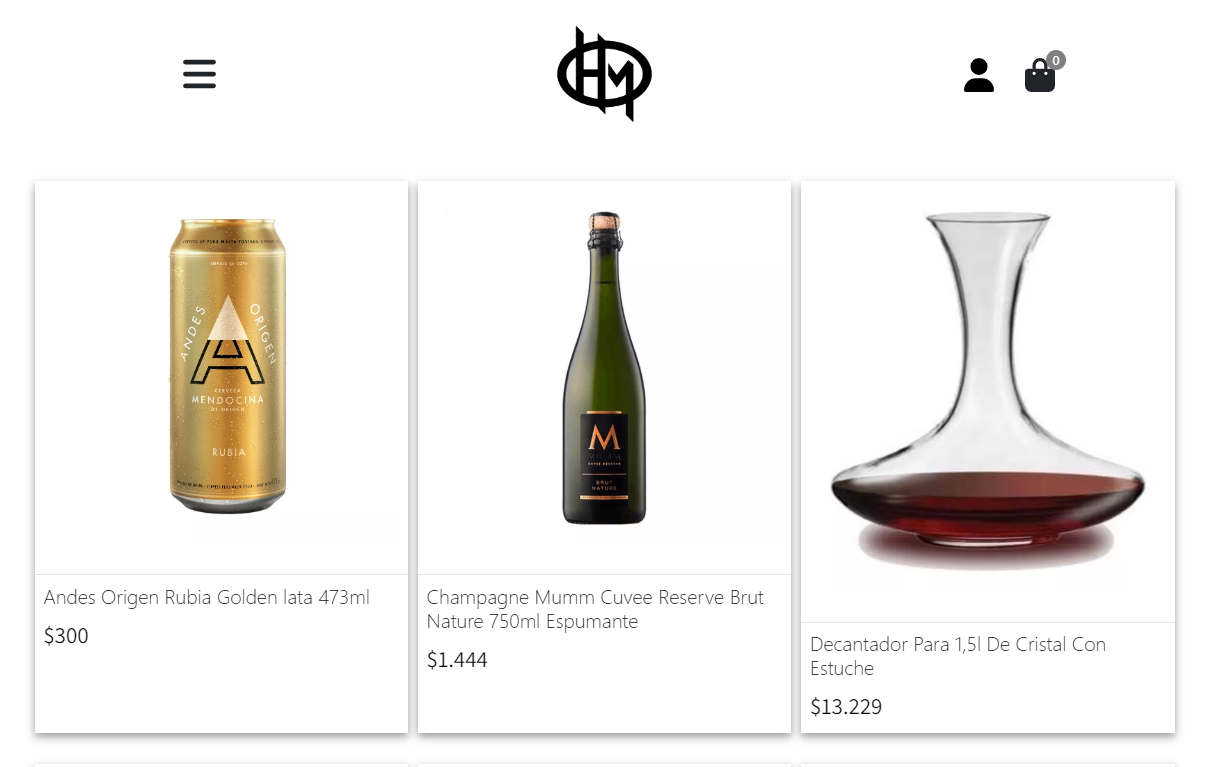 HM
0
ANDES ORIGEN
A
MENDOCINA
DE ORIGEN
RUBIA
M
MUMM
CUVEE RESERVE
BRUT
NATURE
Andes Origen Rubia Golden lata 473ml
$300
Champagne Mumm Cuvee Reserve Brut
Nature 750ml Espumante
$1.444
Decantador Para 1,5l De Cristal Con
Estuche
$13.229